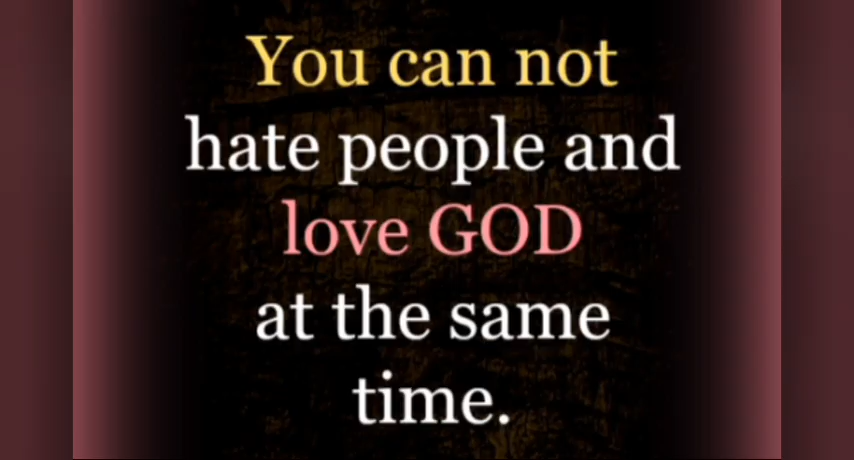 You can not
hate people and
love GOD
at the same
time.